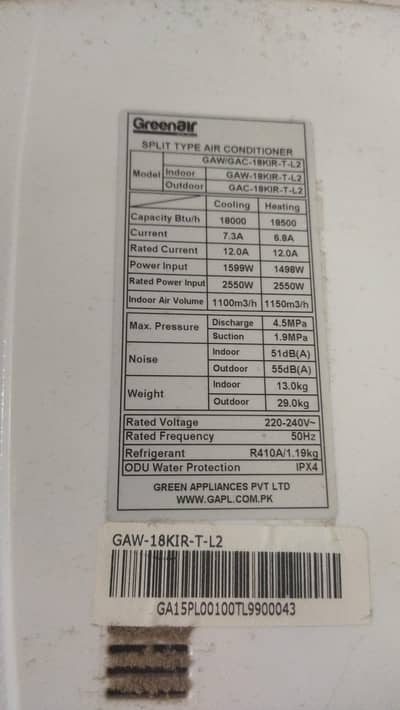 GreenAir
SPLIT TYPE AIR CONDITIONER
Model GAW/GAC-18KIR-T-L2
Indoor GAW-18KIR-T-L2
Outdoor GAC-18KIR-T-L2
Cooling Heating
Capacity Btu/h 18000 18500
Current 7.3A 6.8A
Rated Current 12.0A 12.0A
Power Input 1599W 1498W
Rated Power Input 2550W 2550W
Indoor Air Volume 1100m3/h 1150m3/h
Max. Pressure Discharge 4.5MPa
Suction 1.9MPa
Noise Indoor 51dB(A)
Outdoor 55dB(A)
Weight Indoor 13.0kg
Outdoor 29.0kg
Rated Voltage 220-240V~
Rated Frequency 50Hz
Refrigerant R410A/1.19kg
ODU Water Protection IPX4
GREEN APPLIANCES PVT LTD
WWW.GAPL.COM.PK
GAW-18KIR-T-L2
GA15PL00100TL9900043